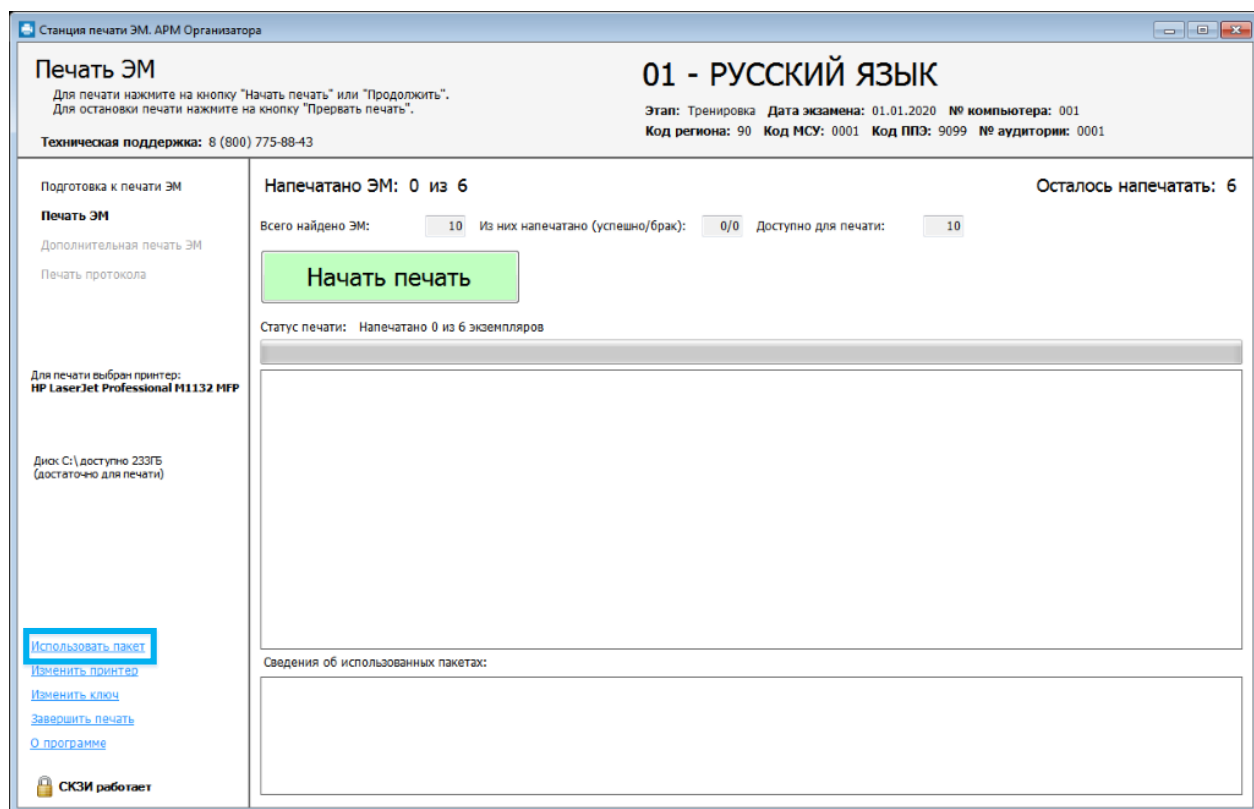 Станция печати ЭМ. АРМ Организатора
Печать ЭМ
Для печати нажмите на кнопку "Начать печать" или "Продолжить".
Для остановки печати нажмите на кнопку "Прервать печать".
Техническая поддержка: 8 (800) 775-88-43
01 - РУССКИЙ ЯЗЫК
Этап: Тренировка Дата экзамена: 01.01.2020 № компьютера: 001
Код региона: 90 Код МСУ: 0001 Код ППЭ: 9099 № аудитории: 0001
Подготовка к печати ЭМ
Печать ЭМ
Дополнительная печать ЭМ
Печать протокола
Для печати выбран принтер:
HP LaserJet Professional M1132 MFP
Диск C:\ доступно 233ГБ
(достаточно для печати)
Использовать пакет
Изменить принтер
Изменить ключ
Завершить печать
О программе
СКЗИ работает
Напечатано ЭМ: 0 из 6
Осталось напечатать: 6
Всего найдено ЭМ: 10 Из них напечатано (успешно/брак): 0/0 Доступно для печати: 10
Начать печать
Статус печати: Напечатано 0 из 6 экземпляров
Сведения об использованных пакетах: